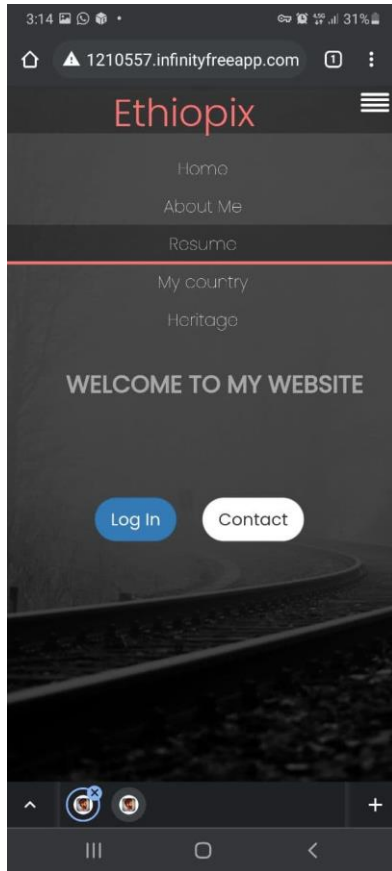 3:14 31%
1210557.infinityfreeapp.com 1
Ethiopix
Home
About Me
Resume
My country
Heritage
WELCOME TO MY WEBSITE
Log In Contact